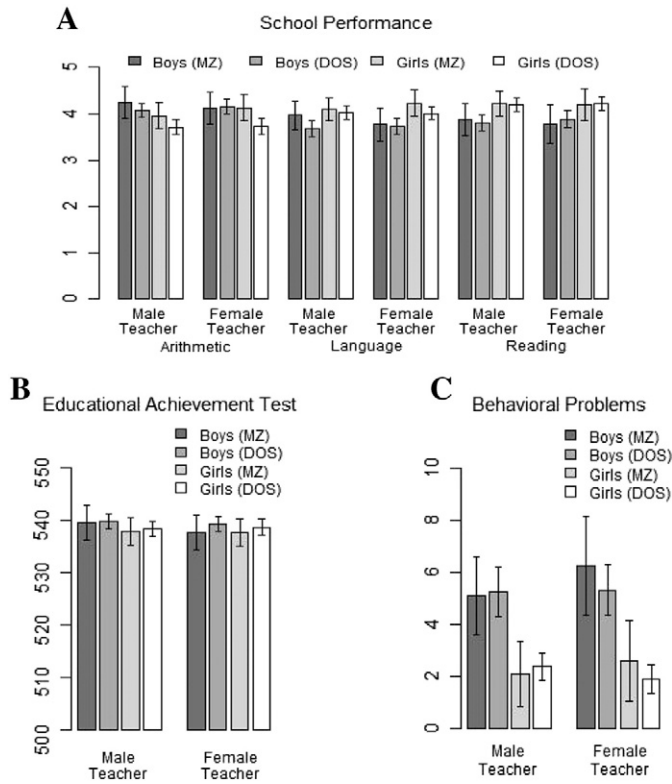 A
School Performance
Boys (MZ) Boys (DOS) Girls (MZ) Girls (DOS)
5
4
3
2
1
0
Male Female Male Female Male Female
Teacher Teacher Teacher Teacher Teacher Teacher
Arithmetic Language Reading
B
Educational Achievement Test
Boys (MZ)
Boys (DOS)
Girls (MZ)
Girls (DOS)
550
540
530
520
510
500
Male Female
Teacher Teacher
C
Behavioral Problems
Boys (MZ)
Boys (DOS)
Girls (MZ)
Girls (DOS)
10
8
6
4
2
0
Male Female
Teacher Teacher